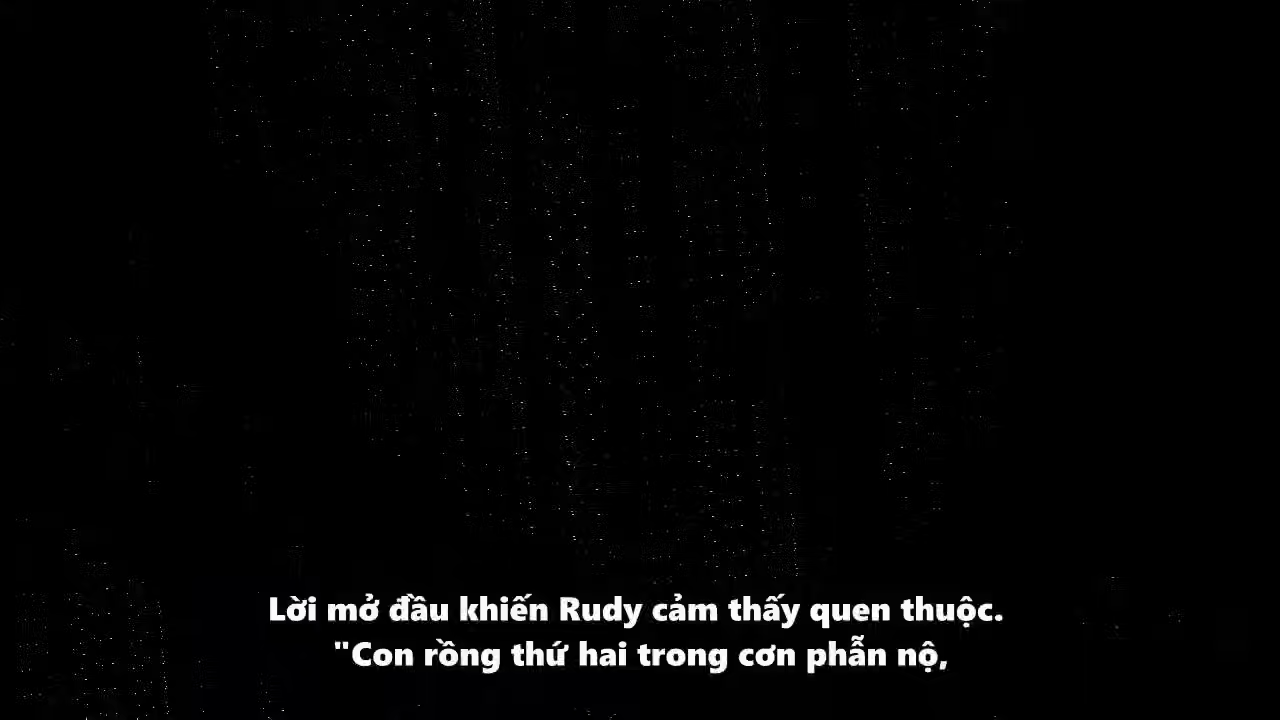 Lời mở đầu khiến Rudy cảm thấy quen thuộc.
"Con rồng thứ hai trong cơn phẫn nộ,